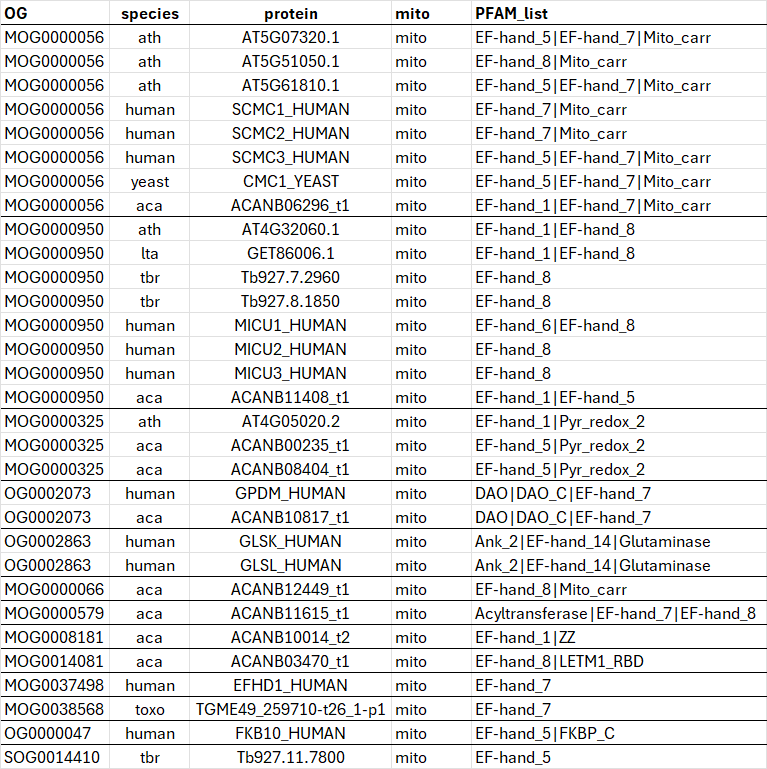 OG species protein mito PFAM_list
MOG0000056 ath AT5G07320.1 mito EF-hand_5|EF-hand_7|Mito_carr
MOG0000056 ath AT5G51050.1 mito EF-hand_8|Mito_carr
MOG0000056 ath AT5G61810.1 mito EF-hand_5|EF-hand_7|Mito_carr
MOG0000056 human SCMC1_HUMAN mito EF-hand_7|Mito_carr
MOG0000056 human SCMC2_HUMAN mito EF-hand_7|Mito_carr
MOG0000056 human SCMC3_HUMAN mito EF-hand_5|EF-hand_7|Mito_carr
MOG0000056 yeast CMC1_YEAST mito EF-hand_5|EF-hand_7|Mito_carr
MOG0000056 aca ACANB06296_t1 mito EF-hand_1|EF-hand_7|Mito_carr
MOG0000950 ath AT4G32060.1 mito EF-hand_1|EF-hand_8
MOG0000950 lta GET86006.1 mito EF-hand_1|EF-hand_8
MOG0000950 tbr Tb927.7.2960 mito EF-hand_8
MOG0000950 tbr Tb927.8.1850 mito EF-hand_8
MOG0000950 human MICU1_HUMAN mito EF-hand_6|EF-hand_8
MOG0000950 human MICU2_HUMAN mito EF-hand_8
MOG0000950 human MICU3_HUMAN mito EF-hand_8
MOG0000950 aca ACANB11408_t1 mito EF-hand_1|EF-hand_5
MOG0000325 ath AT4G05020.2 mito EF-hand_1|Pyr_redox_2
MOG0000325 aca ACANB00235_t1 mito EF-hand_5|Pyr_redox_2
MOG0000325 aca ACANB08404_t1 mito EF-hand_5|Pyr_redox_2
OG0002073 human GPDM_HUMAN mito DAO|DAO_C|EF-hand_7
OG0002073 aca ACANB10817_t1 mito DAO|DAO_C|EF-hand_7
OG0002863 human GLSK_HUMAN mito Ank_2|EF-hand_14|Glutaminase
OG0002863 human GLSL_HUMAN mito Ank_2|EF-hand_14|Glutaminase
MOG0000066 aca ACANB12449_t1 mito EF-hand_8|Mito_carr
MOG0000579 aca ACANB11615_t1 mito Acyltransferase|EF-hand_7|EF-hand_8
MOG0008181 aca ACANB10014_t2 mito EF-hand_1|ZZ
MOG0014081 aca ACANB03470_t1 mito EF-hand_8|LETM1_RBD
MOG0037498 human EFHD1_HUMAN mito EF-hand_7
MOG0038568 toxo TGME49_259710-t26_1-p1 mito EF-hand_7
OG0000047 human FKB10_HUMAN mito EF-hand_5|FKBP_C
SOG0014410 tbr Tb927.11.7800 mito EF-hand_5